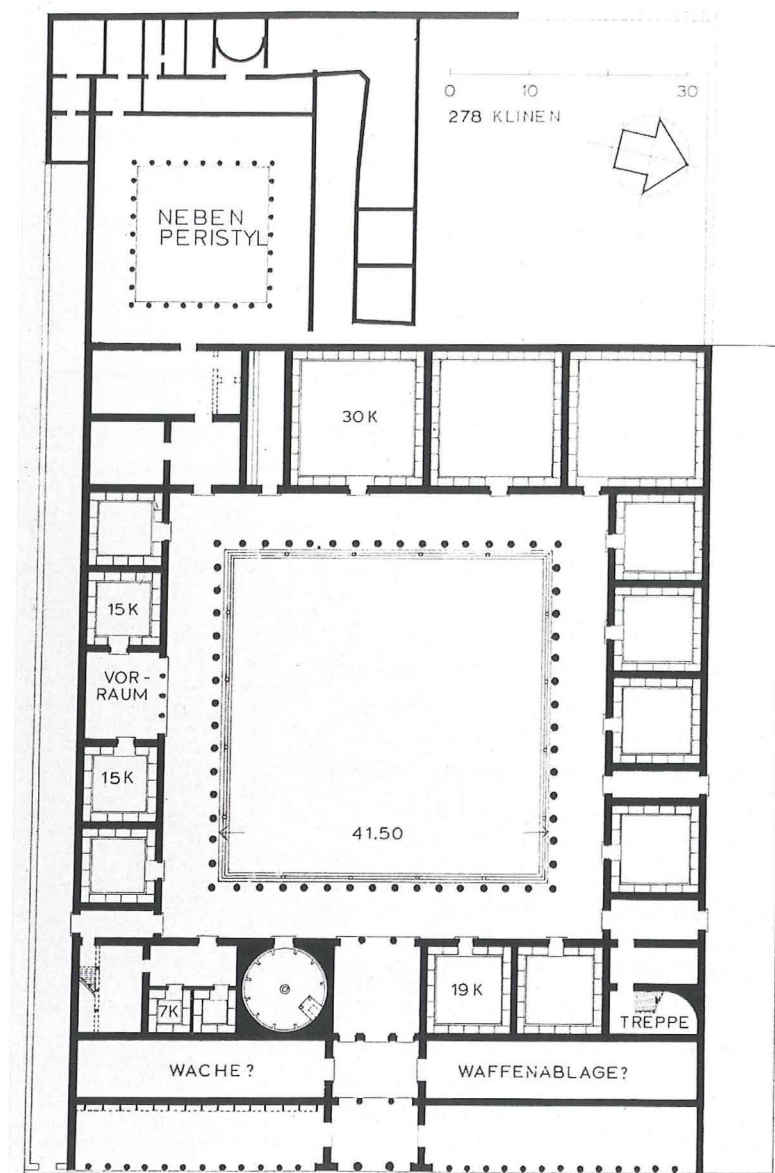 0 10 30
278 KLINEN
NEBEN
PERISTYL
30 K
15 K
VOR-
RAUM
15 K
41.50
7K
19 K
TREPPE
WACHE?
WAFFENABLAGE?